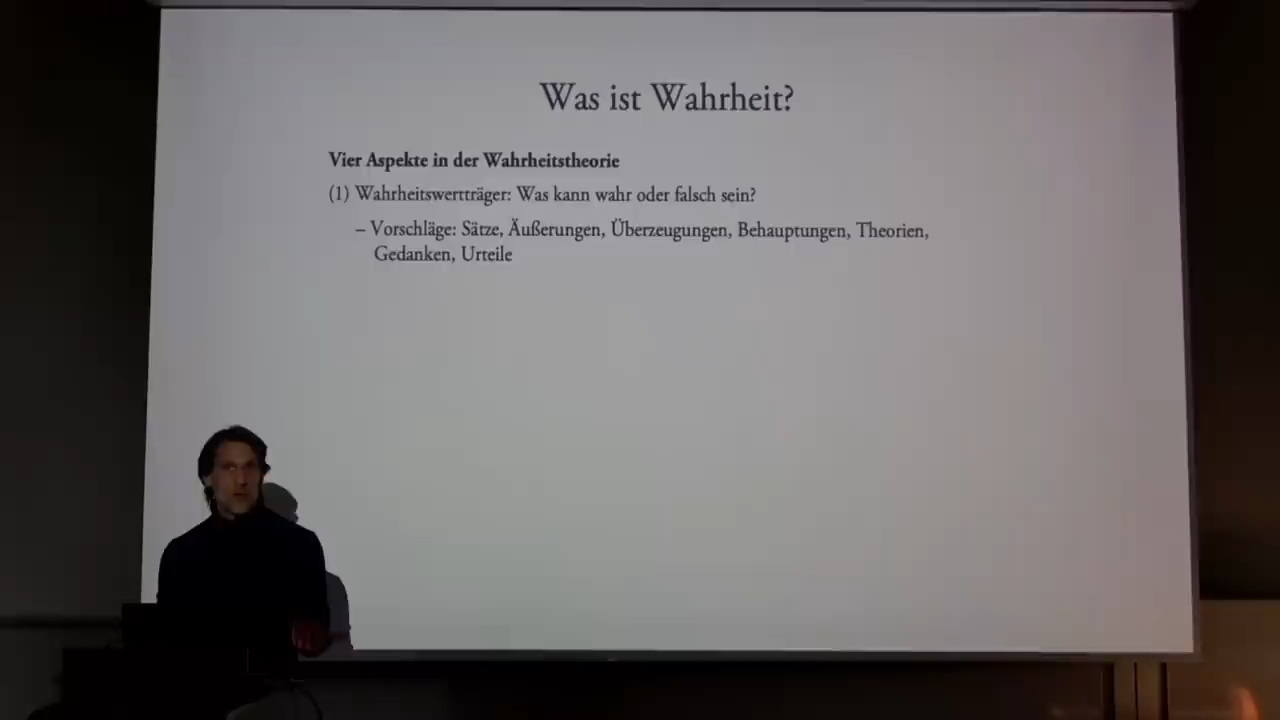 Was ist Wahrheit?
Vier Aspekte in der Wahrheitstheorie
(1) Wahrheitswertträger: Was kann wahr oder falsch sein?
– Vorschläge: Sätze, Äußerungen, Überzeugungen, Behauptungen, Theorien,
Gedanken, Urteile